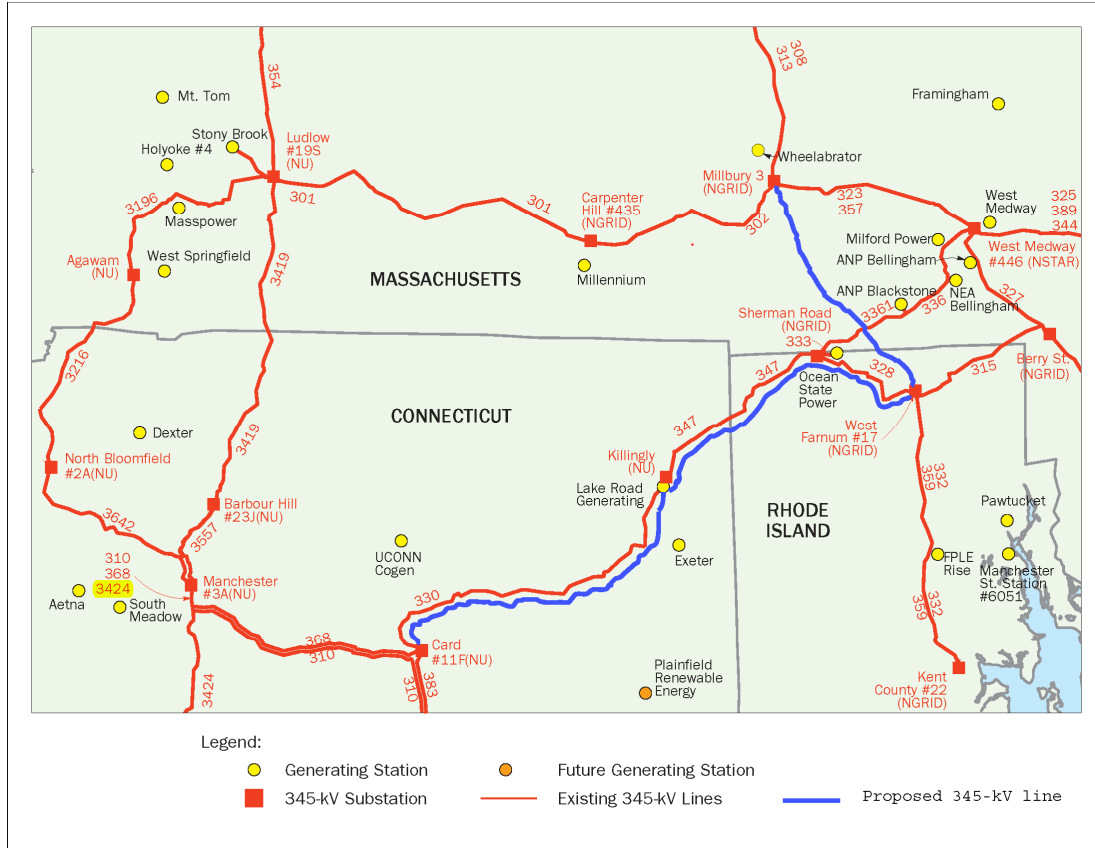 354
308
313
Mt. Tom
Framingham
Stony Brook
Holyoke #4
Ludlow
#19S
(NU)
Wheelabrator
Millbury 3
(NGRID)
3196
301
301
Carpenter
Hill #435
(NGRID)
302
323
357
West
Medway
325
389
344
Masspower
Milford Power
West Medway
#446 (NSTAR)
Agawam
(NU)
West Springfield
3419
MASSACHUSETTS
Millennium
ANP Bellingham
ANP Blackstone
NEA
Bellingham
327
3361
336
Sherman Road
(NGRID)
333
3216
347
Ocean
State
Power
328
315
Berry St.
(NGRID)
CONNECTICUT
Dexter
3419
347
West
Farnum #17
(NGRID)
North Bloomfield
#2A(NU)
Killingly
(NU)
Lake Road
Generating
332
359
Barbour Hill
#23J(NU)
RHODE
ISLAND
Pawtucket
3642
3557
UCONN
Cogen
Exeter
FPLE
Rise
Manchester
St. Station
#6051
310
368
3424
Manchester
#3A(NU)
Aetna
South
Meadow
330
332
359
368
310
Card
#11F(NU)
3424
310
383
Plainfield
Renewable
Energy
Kent
County #22
(NGRID)
Legend:
Generating Station
Future Generating Station
345-kV Substation
Existing 345-kV Lines
Proposed 345-kV line